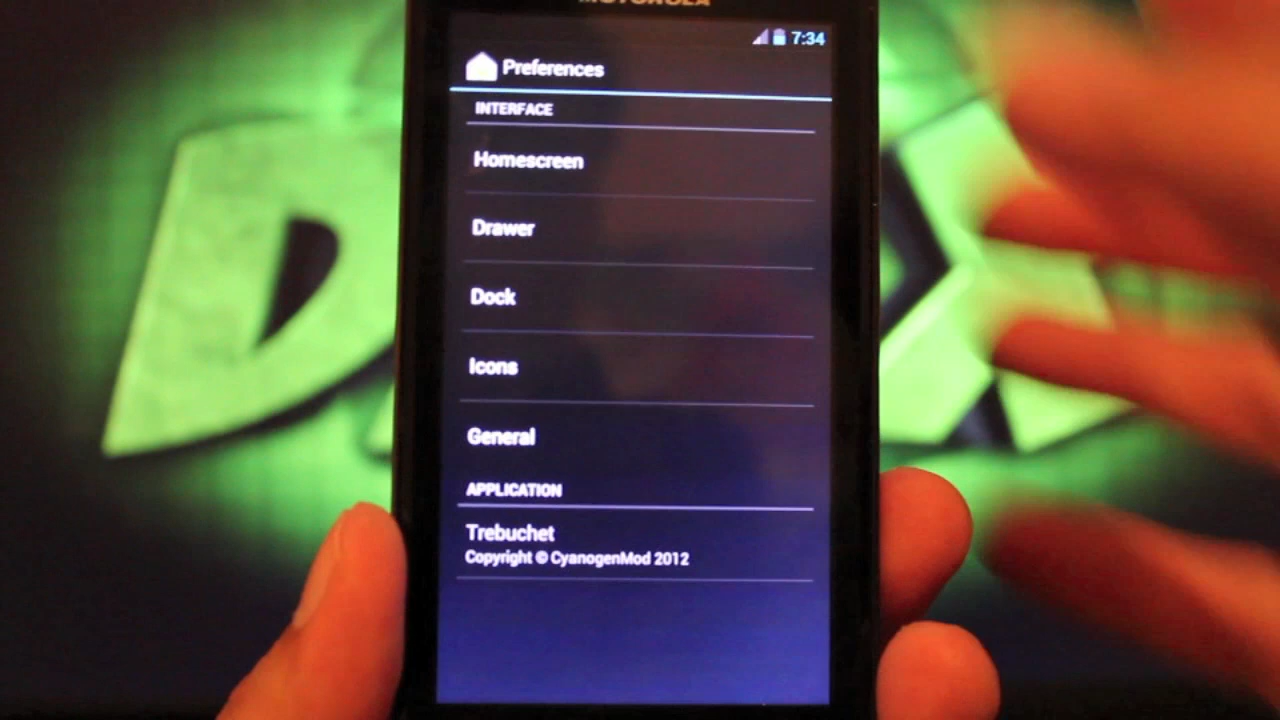 MOTOROLA
7:34
Preferences
INTERFACE
Homescreen
Drawer
Dock
Icons
General
APPLICATION
Trebuchet
Copyright © CyanogenMod 2012